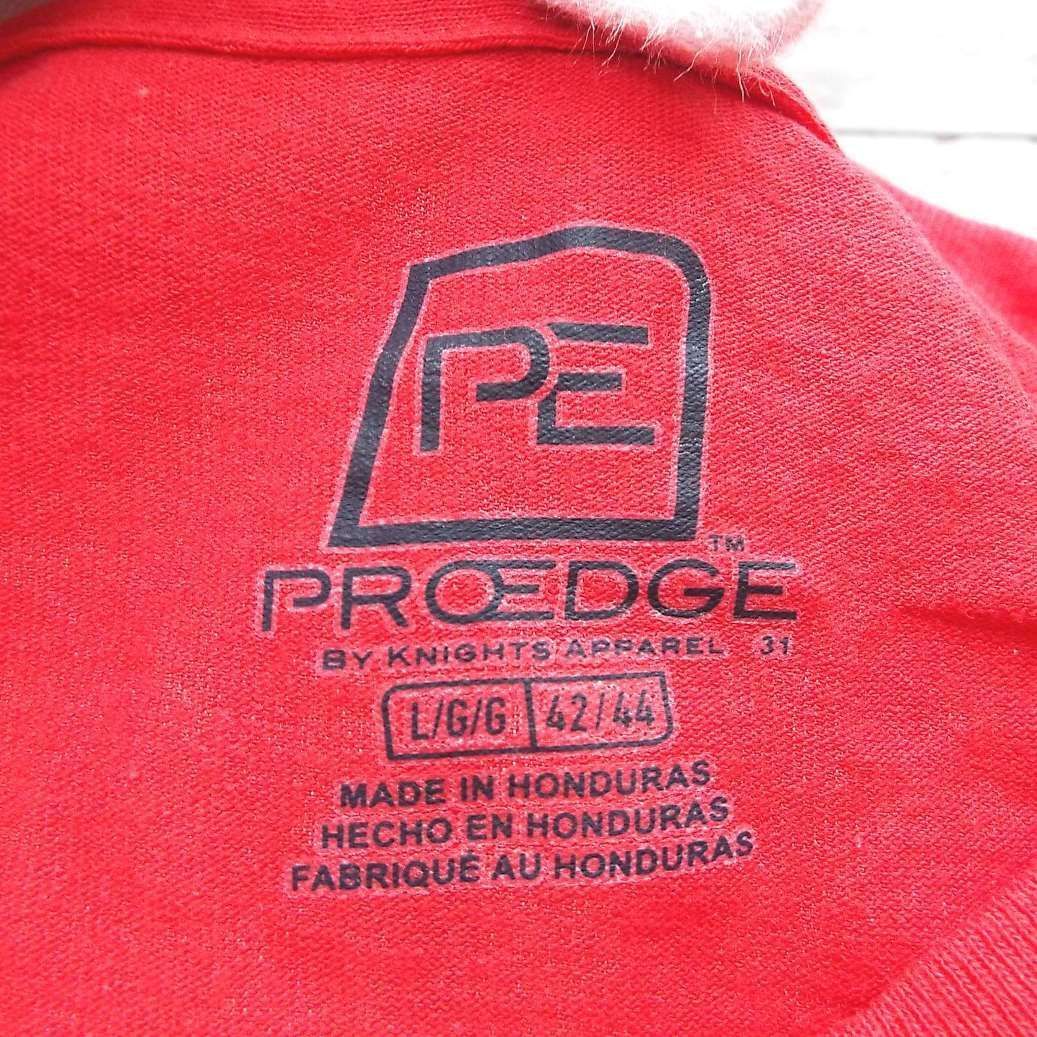 PE
PROEDGE™
BY KNIGHTS APPAREL 31
L/G/G 42/44
MADE IN HONDURAS
HECHO EN HONDURAS
FABRIQUÉ AU HONDURAS